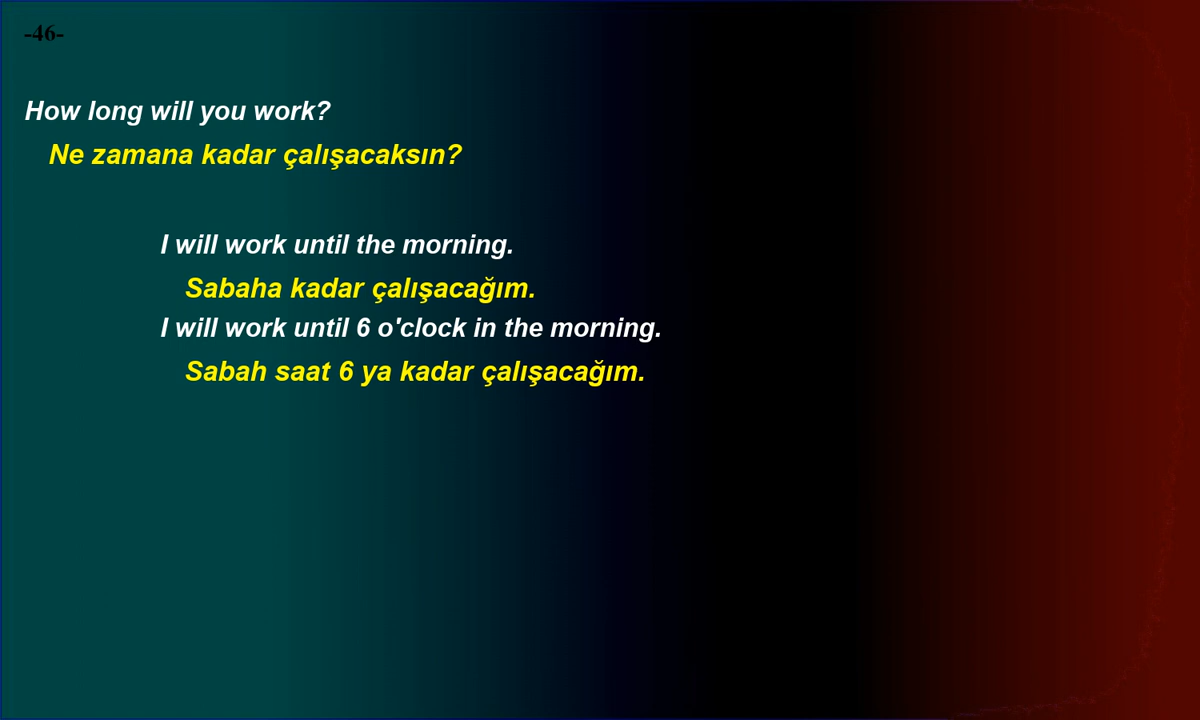 -46-
How long will you work?
Ne zamana kadar çalışacaksın?
I will work until the morning.
Sabaha kadar çalışacağım.
I will work until 6 o'clock in the morning.
Sabah saat 6 ya kadar çalışacağım.